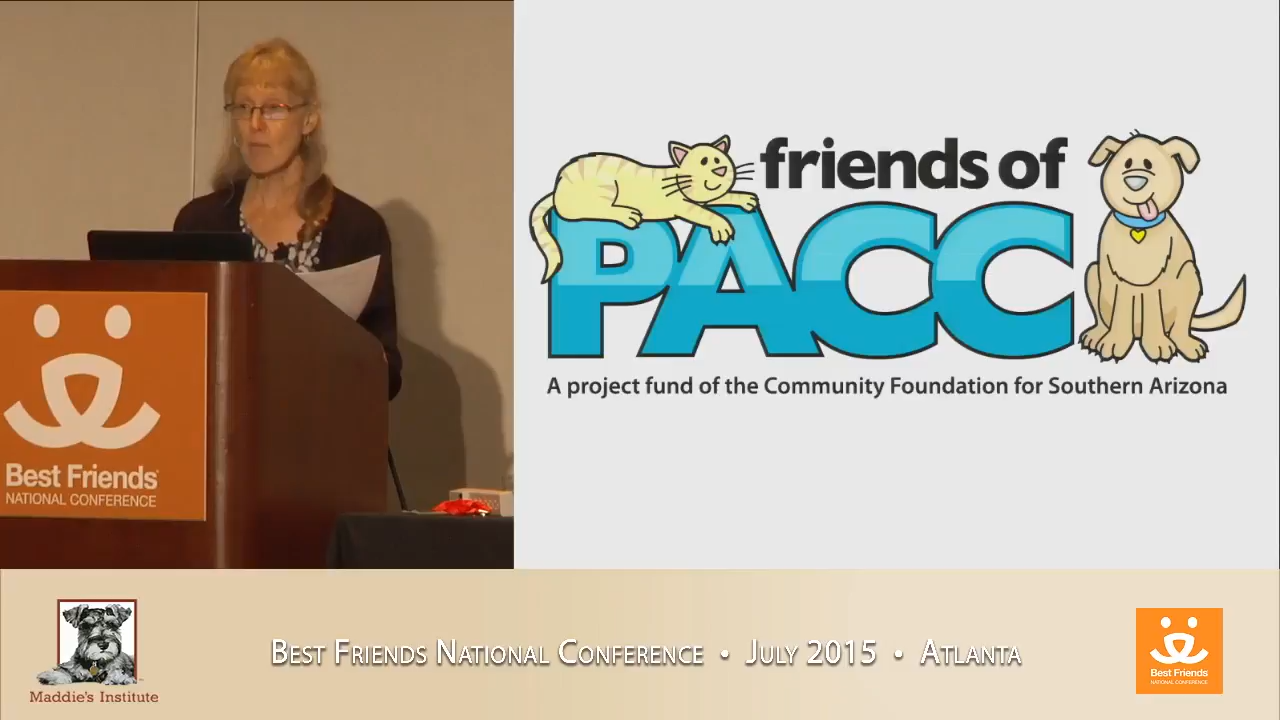 friends of
PACC
A project fund of the Community Foundation for Southern Arizona
Best Friends
NATIONAL CONFERENCE
Best Friends National Conference • July 2015 • Atlanta
Maddie's Institute
Best Friends
NATIONAL CONFERENCE